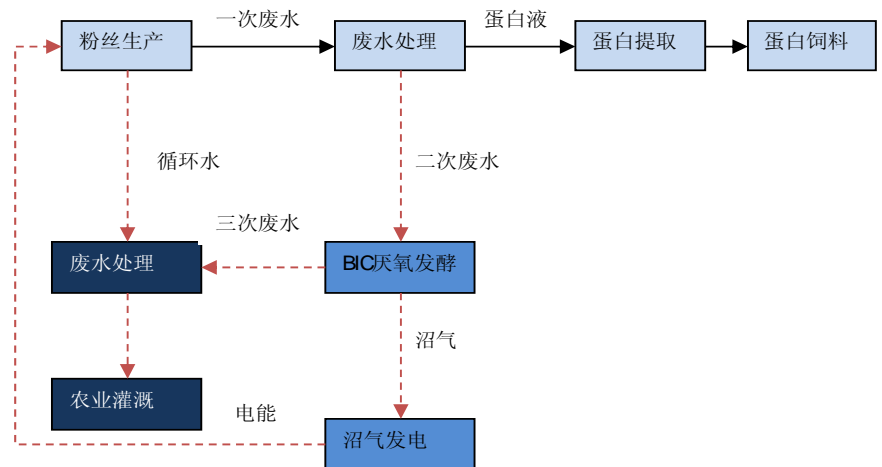 一次废水
蛋白液
粉丝生产
废水处理
蛋白提取
蛋白饲料
循环水
二次废水
三次废水
废水处理
BIC厌氧发酵
沼气
农业灌溉
电能
沼气发电